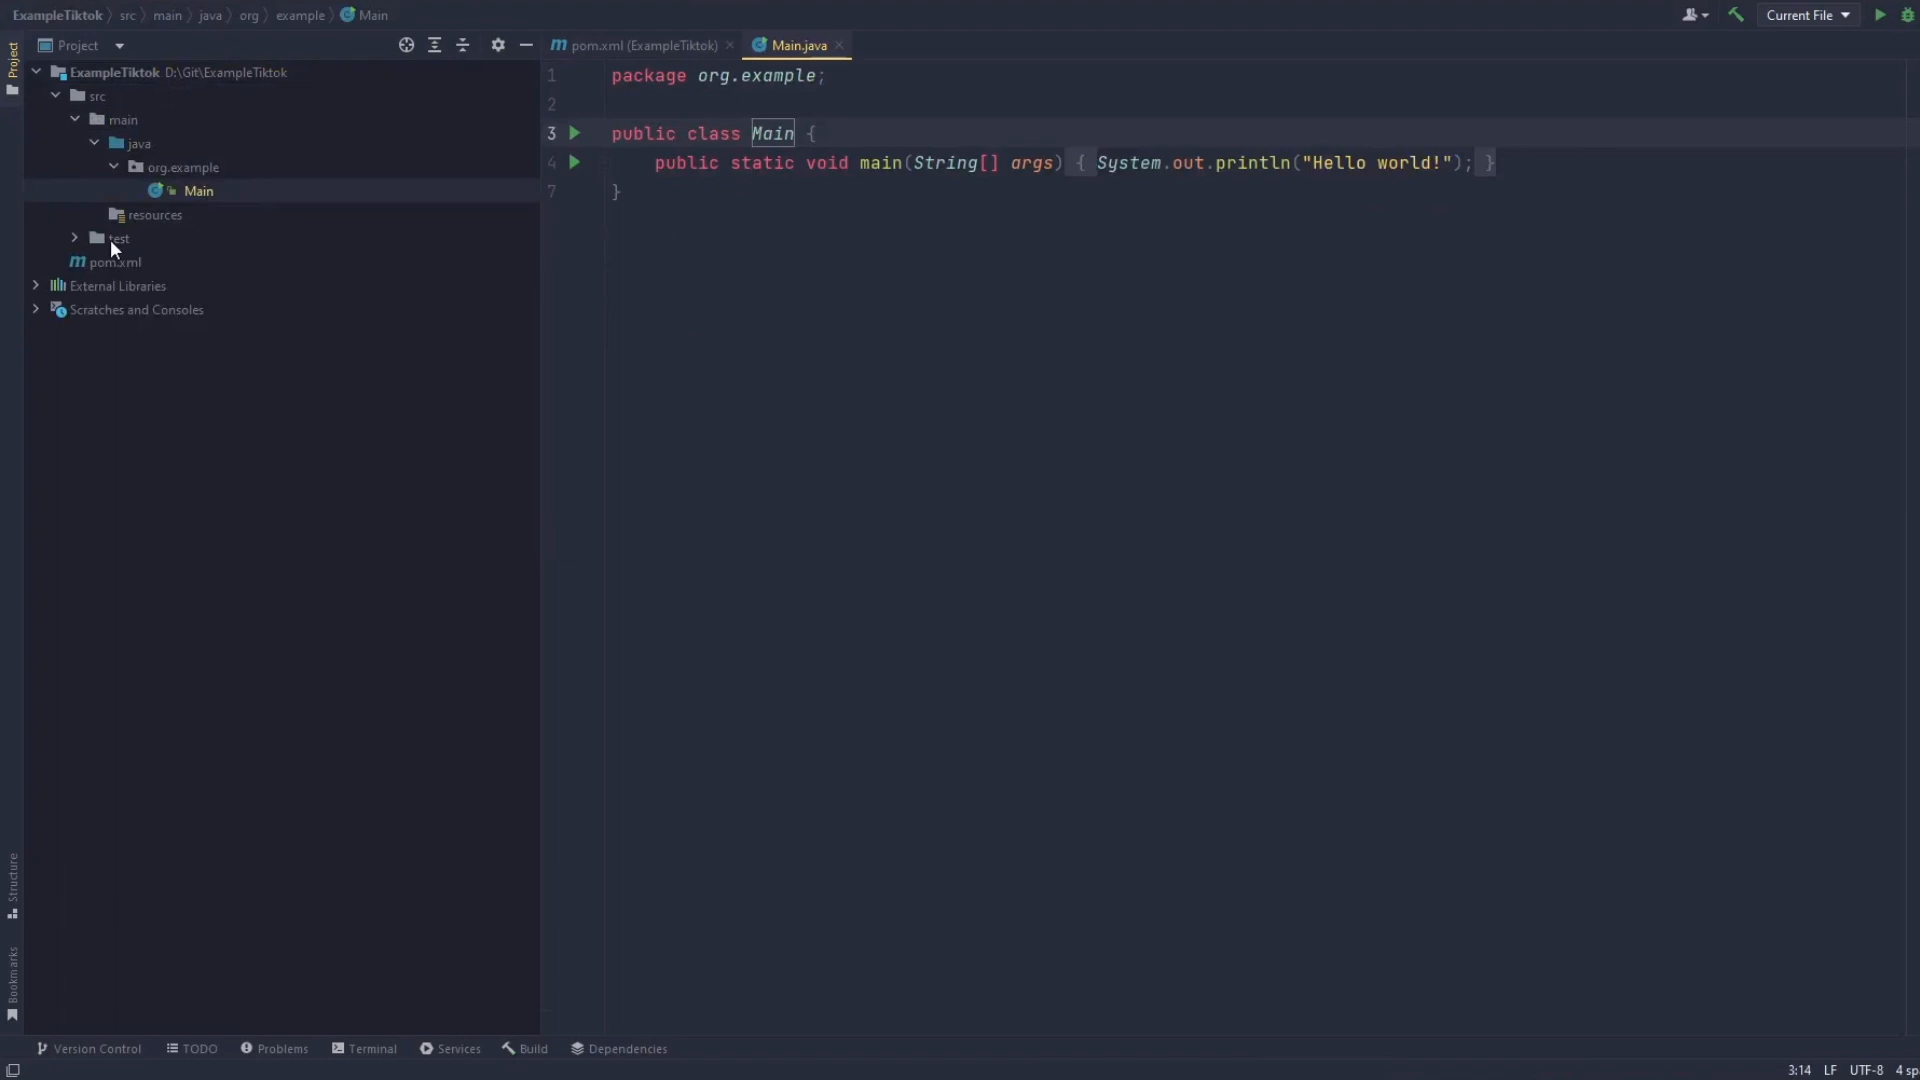 ExampleTiktok 〉 src 〉 main 〉 java 〉 org 〉 example 〉 Main
Current File
Project
Project
pom.xml (ExampleTiktok)
Main.java
ExampleTiktok D:\Git\ExampleTiktok
src
main
java
org.example
Main
resources
test
pom.xml
External Libraries
Scratches and Consoles
1 package org.example;
2
3 public class Main {
4 public static void main(String[] args) { System.out.println("Hello world!"); }
7 }
Structure
Bookmarks
Version Control TODO Problems Terminal Services Build Dependencies
3:14 LF UTF-8 4 sp